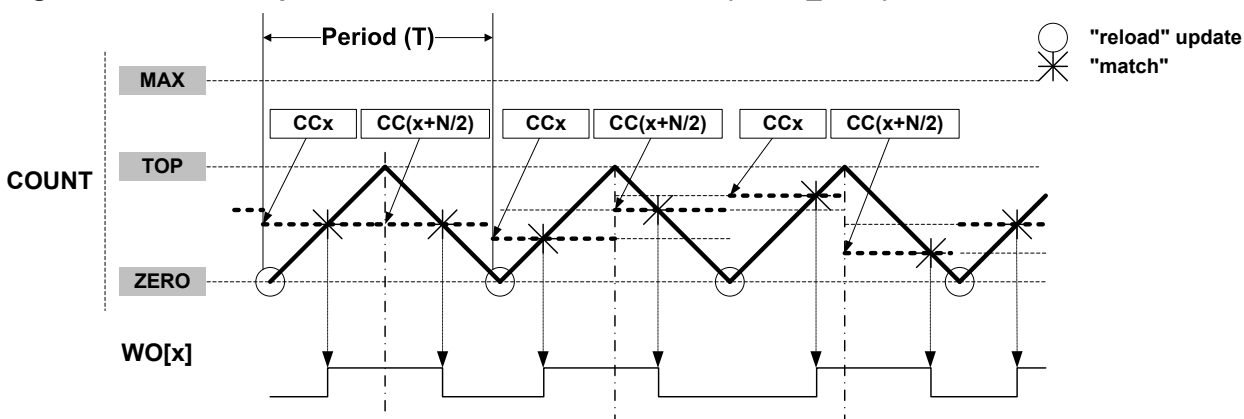 Period (T)
"reload" update
"match"
MAX
CCx
CC(x+N/2)
CCx
CC(x+N/2)
CCx
CC(x+N/2)
COUNT
TOP
ZERO
WO[x]